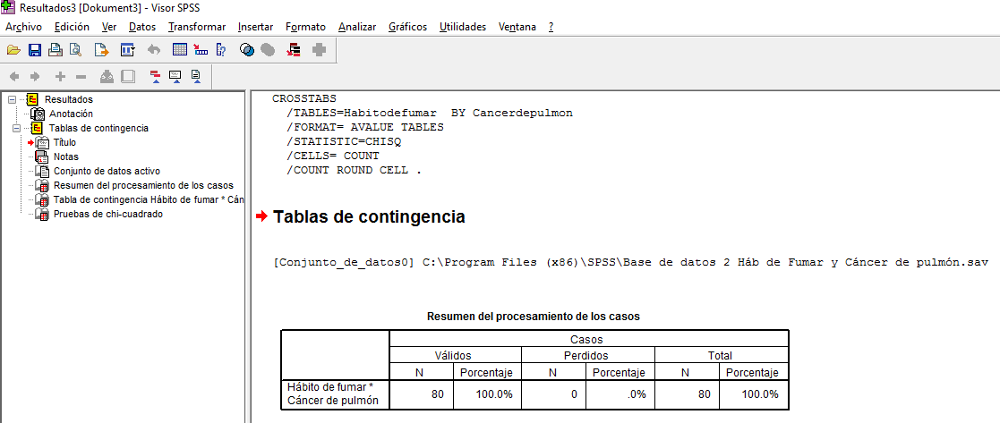 Resultados3 [Dokument3] - Visor SPSS
Archivo Edición Ver Datos Transformar Insertar Formato Analizar Gráficos Utilidades Ventana ?
Resultados
Anotación
Tablas de contingencia
Título
Notas
Conjunto de datos activo
Resumen del procesamiento de los casos
Tabla de contingencia Hábito de fumar * Cán
Pruebas de chi-cuadrado
CROSSTABS
/TABLES=Habitodefumar BY Cancerdepulmon
/FORMAT= AVALUE TABLES
/STATISTIC=CHISQ
/CELLS= COUNT
/COUNT ROUND CELL .
Tablas de contingencia
[Conjunto_de_datos0] C:\Program Files (x86)\SPSS\Base de datos 2 Háb de Fumar y Cáncer de pulmón.sav
Resumen del procesamiento de los casos
Casos
Válidos Perdidos Total
N Porcentaje N Porcentaje N Porcentaje
Hábito de fumar *
Cáncer de pulmón 80 100.0% 0 .0% 80 100.0%